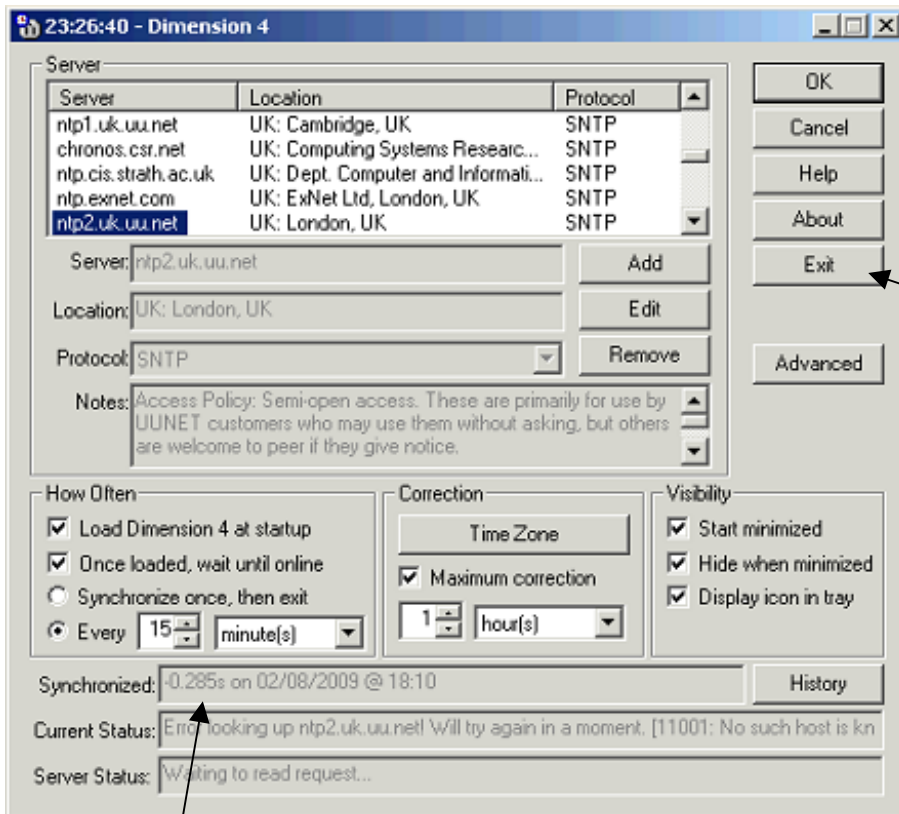 23:26:40 - Dimension 4
Server
Server Location Protocol
ntp1.uk.uu.net UK: Cambridge, UK SNTP
chronos.csr.net UK: Computing Systems Researc... SNTP
ntp.cis.strath.ac.uk UK: Dept. Computer and Informati... SNTP
ntp.exnet.com UK: ExNet Ltd, London, UK SNTP
ntp2.uk.uu.net UK: London, UK SNTP
Server: ntp2.uk.uu.net
Location: UK: London, UK
Protocol: SNTP
Notes: Access Policy: Semi-open access. These are primarily for use by
UUNET customers who may use them without asking, but others
are welcome to peer if they give notice.
Add
Edit
Remove
OK
Cancel
Help
About
Exit
Advanced
How Often
Load Dimension 4 at startup
Once loaded, wait until online
Synchronize once, then exit
Every 15 minute(s)
Correction
Time Zone
Maximum correction
1 hour(s)
Visibility
Start minimized
Hide when minimized
Display icon in tray
Synchronized: -0.285s on 02/08/2009 @ 18:10
History
Current Status: Error looking up ntp2.uk.uu.net! Will try again in a moment. [11001: No such host is kn
Server Status: Waiting to read request...